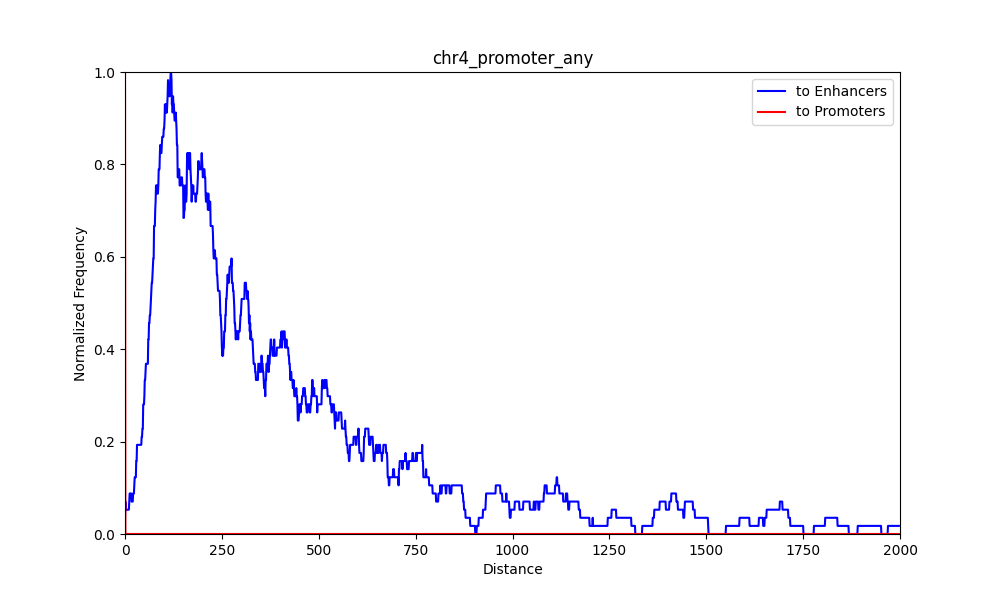 chr4_promoter_any
1.0
0.8
0.6
0.4
0.2
0.0
Normalized Frequency
to Enhancers
to Promoters
0 250 500 750 1000 1250 1500 1750 2000
Distance